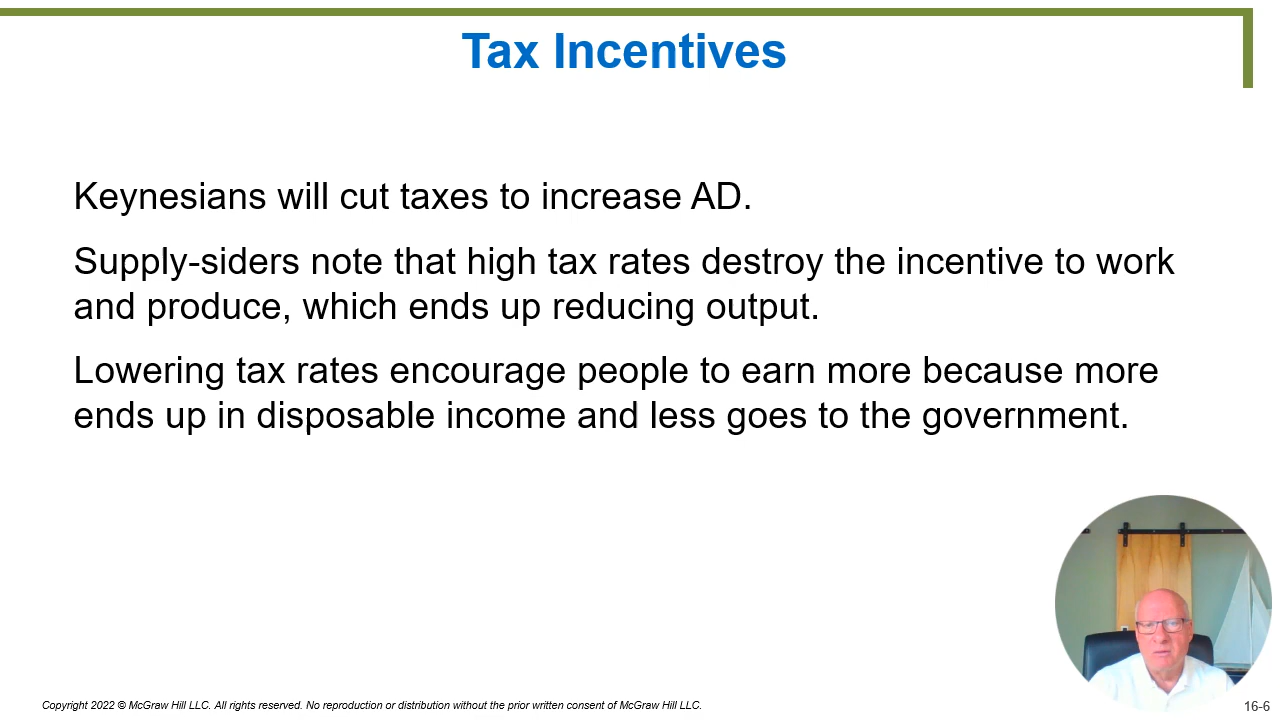 Tax Incentives
Keynesians will cut taxes to increase AD.
Supply-siders note that high tax rates destroy the incentive to work
and produce, which ends up reducing output.
Lowering tax rates encourage people to earn more because more
ends up in disposable income and less goes to the government.
Copyright 2022 © McGraw Hill LLC. All rights reserved. No reproduction or distribution without the prior written consent of McGraw Hill LLC.
16-6